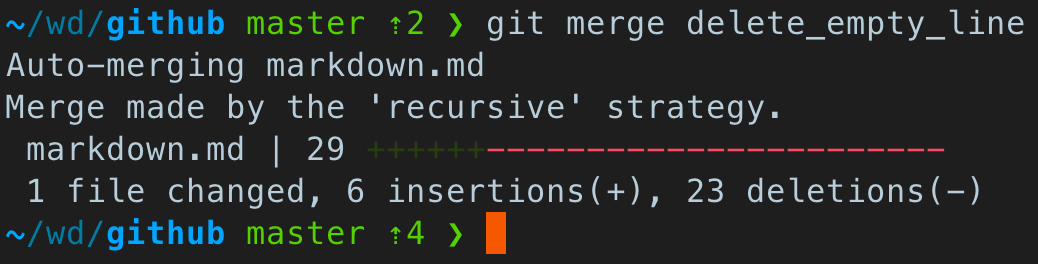 ~/wd/github master ⇡2 ❯ git merge delete_empty_line
Auto-merging markdown.md
Merge made by the 'recursive' strategy.
 markdown.md | 29 ++++++-----------------------
 1 file changed, 6 insertions(+), 23 deletions(-)
~/wd/github master ⇡4 ❯